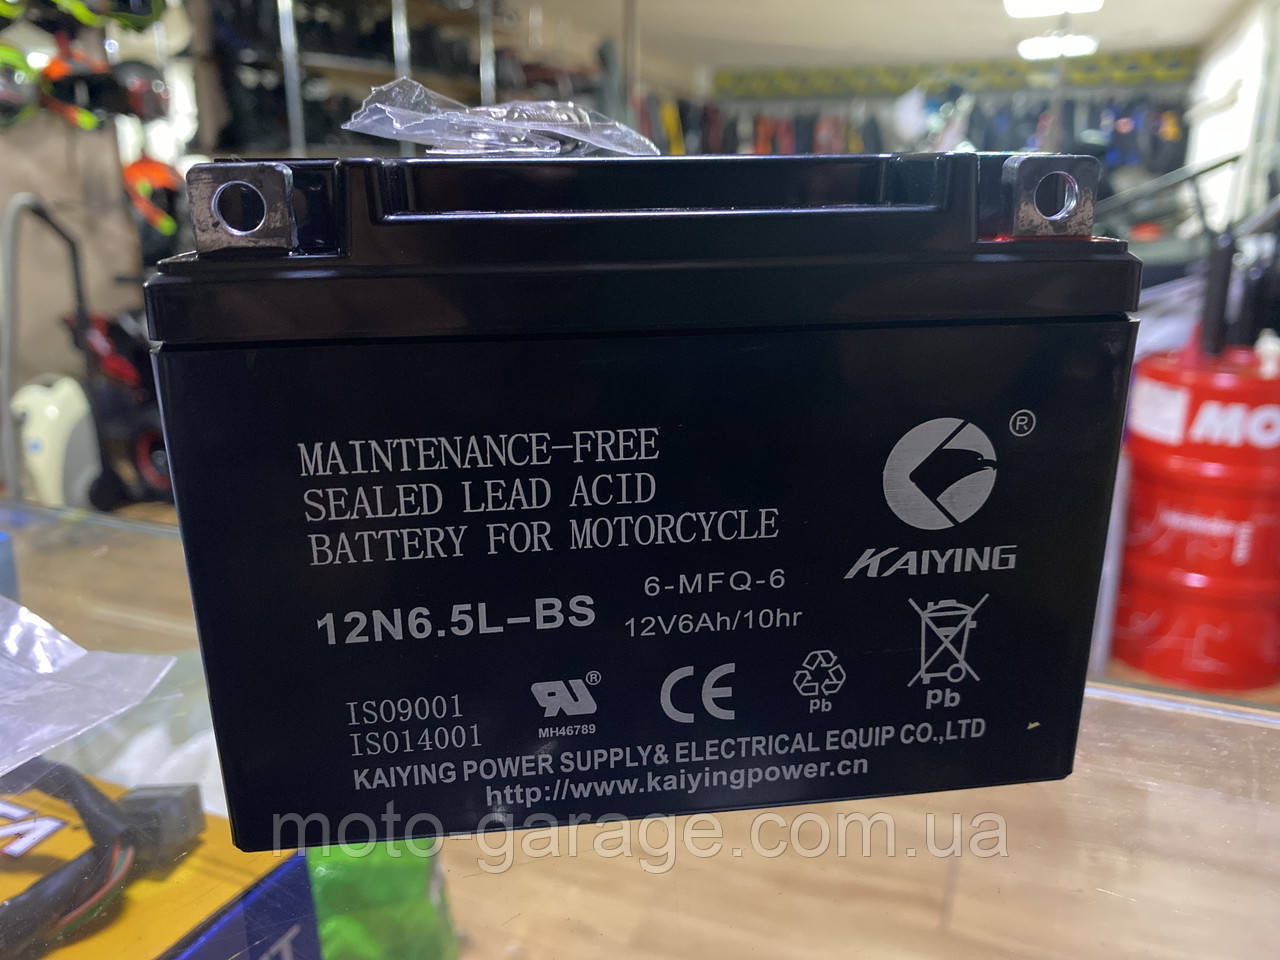 MAINTENANCE-FREE
SEALED LEAD ACID
BATTERY FOR MOTORCYCLE
®
KAIYING
6-MFQ-6
12N6.5L-BS
12V6Ah/10hr
ISO9001
ISO14001
®
MH46789
CE
Pb
Pb
KAIYING POWER SUPPLY& ELECTRICAL EQUIP CO.,LTD
http://www.kaiyingpower.cn
moto-garage.com.ua
MO